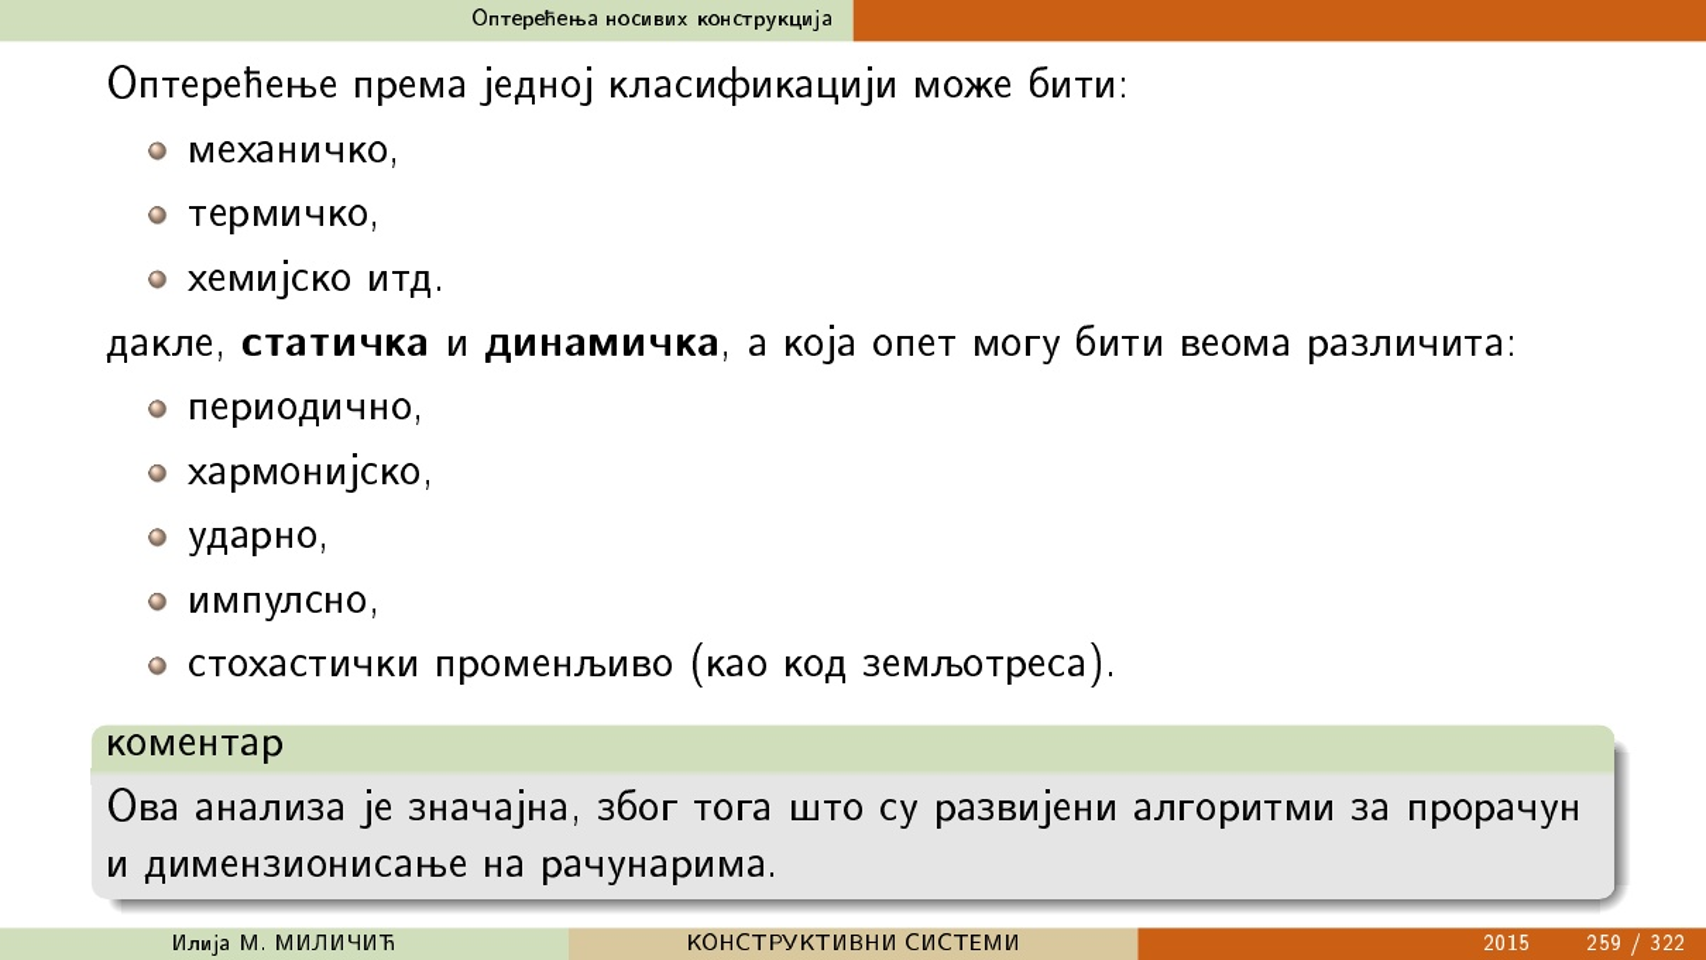 Оптерећења носивих конструкција
Оптерећење према једној класификацији може бити:
механичко,
термичко,
хемијско итд.
дакле, статичка и динамичка, а која опет могу бити веома различита:
периодично,
хармонијско,
ударно,
импулсно,
стохастички променљиво (као код земљотреса).
коментар
Ова анализа је значајна, због тога што су развијени алгоритми за прорачун
и димензионисање на рачунарима.
Илија М. МИЛИЧИЋ КОНСТРУКТИВНИ СИСТЕМИ 2015 259 / 322